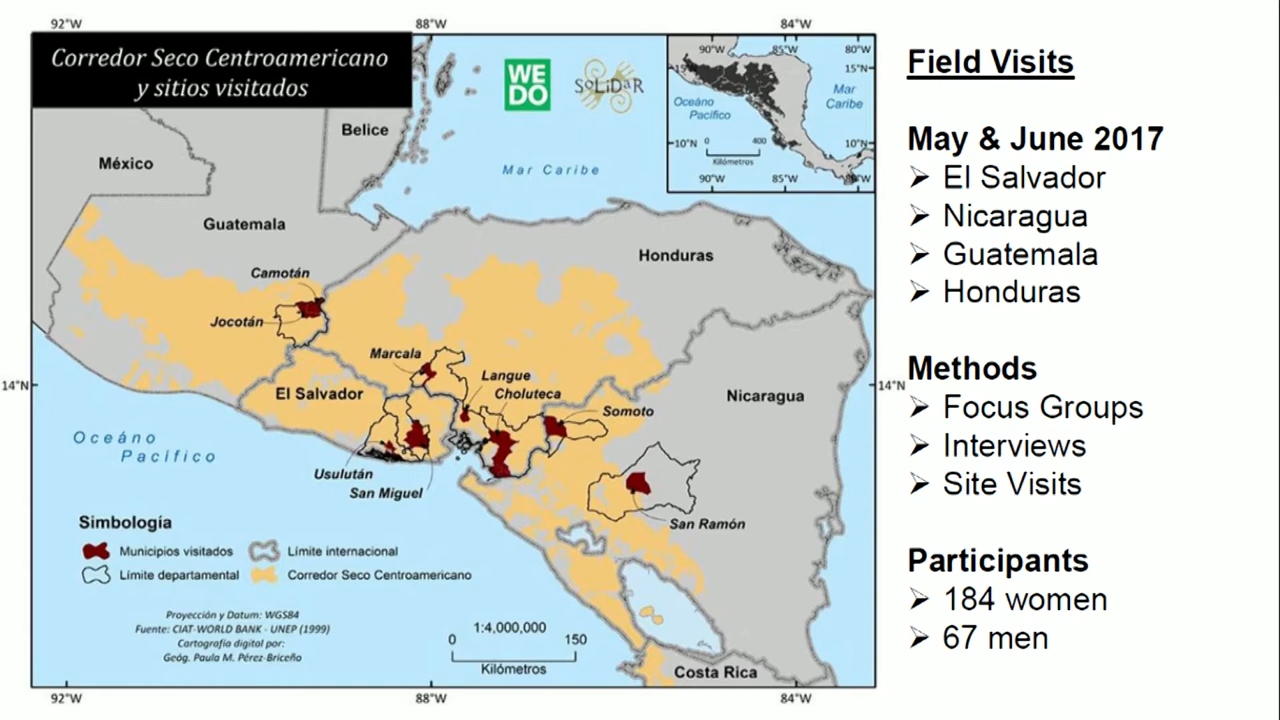 92°W
88°W
84°W
Corredor Seco Centroamericano
y sitios visitados
WE
DO
SoLiDaR
90°W
85°W
80°W
15°N
15°N
Océano
Pacífico
Mar
Caribe
0
400
Kilómetros
10°N
10°N
90°W
85°W
80°W
Belice
México
Mar Caribe
Guatemala
Honduras
Camotán
Jocotán
Marcala
Langue
Choluteca
El Salvador
Somoto
Nicaragua
14°N
14°N
Océano
Pacífico
Usulután
San Miguel
San Ramón
Simbología
Municipios visitados
Límite internacional
Límite departamental
Corredor Seco Centroamericano
Proyección y Datum: WGS84
Fuente: CIAT-WORLD BANK - UNEP (1999)
Cartografía digital por:
Geóg. Paula M. Pérez-Briceño
1:4,000,000
0
150
Kilómetros
Costa Rica
92°W
88°W
84°W
Field Visits
May & June 2017
➢ El Salvador
➢ Nicaragua
➢ Guatemala
➢ Honduras
Methods
➢ Focus Groups
➢ Interviews
➢ Site Visits
Participants
➢ 184 women
➢ 67 men